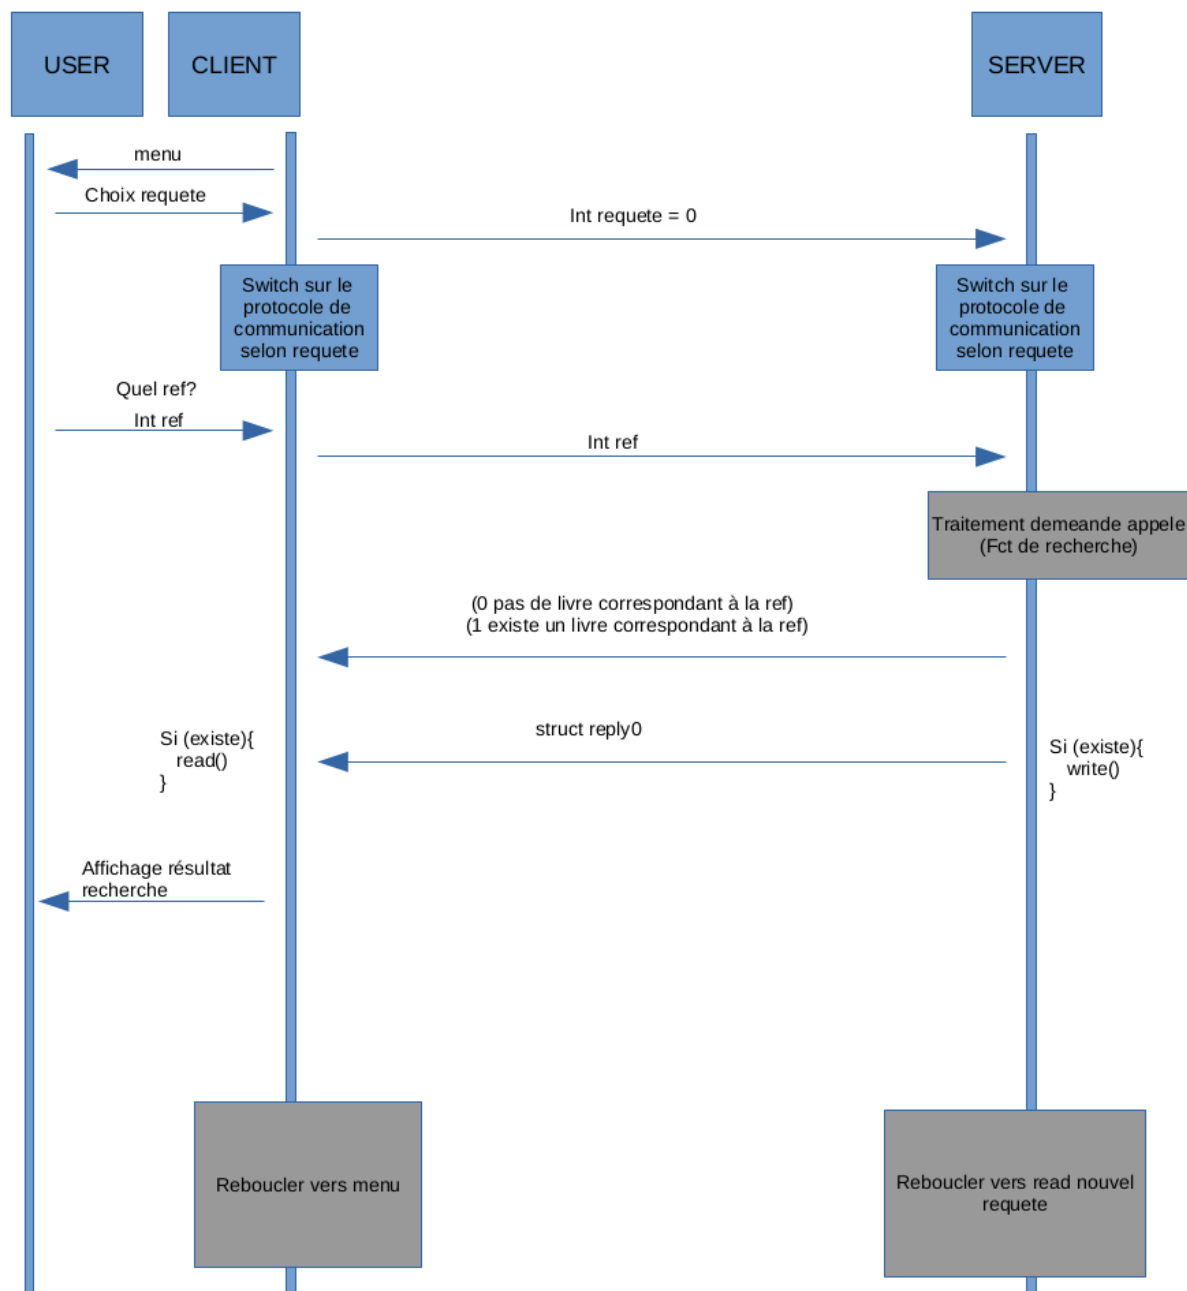 USER
CLIENT
SERVER
menu
Choix requete
Int requete = 0
Switch sur le
protocole de
communication
selon requete
Switch sur le
protocole de
communication
selon requete
Quel ref?
Int ref
Int ref
Traitement demeande appele
(Fct de recherche)
(0 pas de livre correspondant à la ref)
(1 existe un livre correspondant à la ref)
struct reply0
Si (existe){
read()
}
Si (existe){
write()
}
Affichage résultat
recherche
Reboucler vers menu
Reboucler vers read nouvel
requete